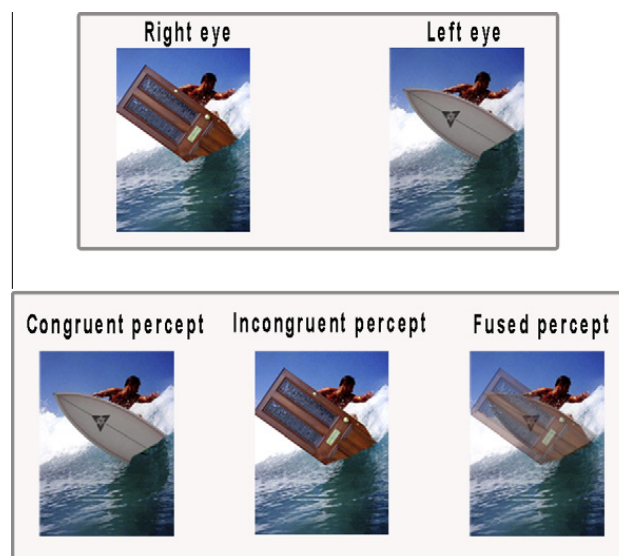 Right eye
Left eye
Congruent percept
Incongruent percept
Fused percept